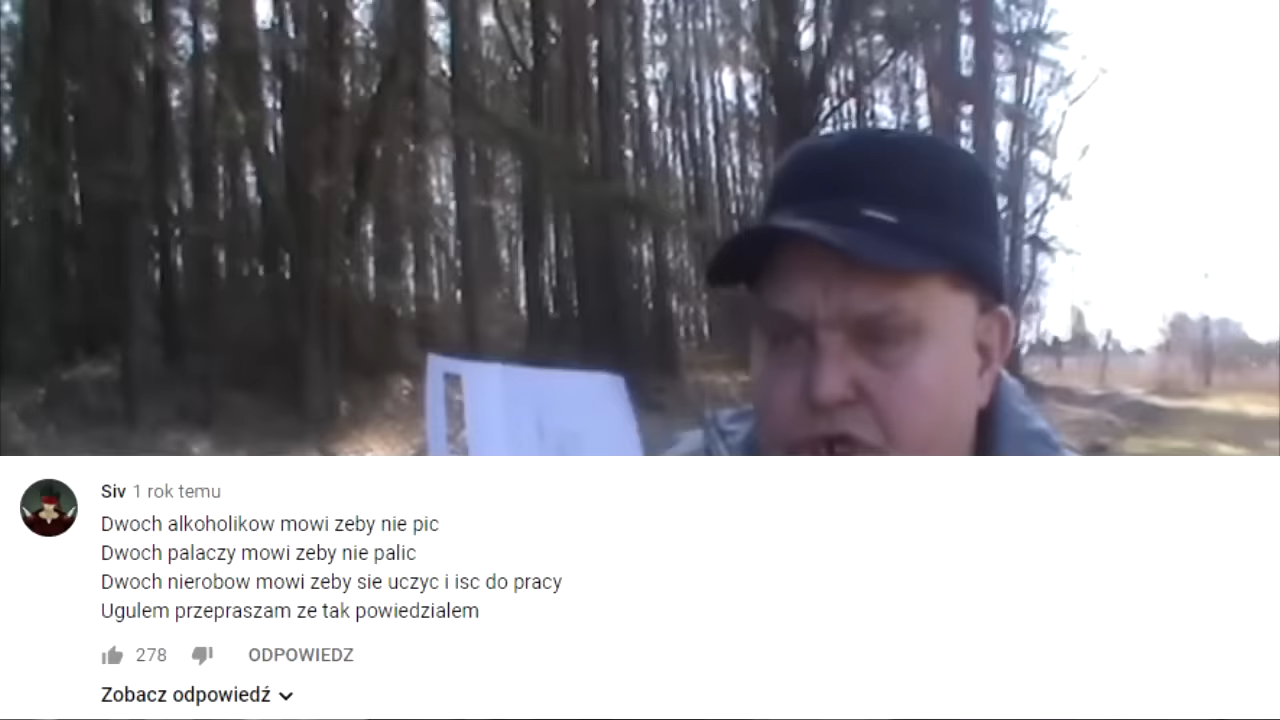 Siv 1 rok temu
Dwoch alkoholikow mowi zeby nie pic
Dwoch palaczy mowi zeby nie palic
Dwoch nierobow mowi zeby sie uczyc i isc do pracy
Ugulem przepraszam ze tak powiedzialem
278 ODPOWIEDZ
Zobacz odpowiedź